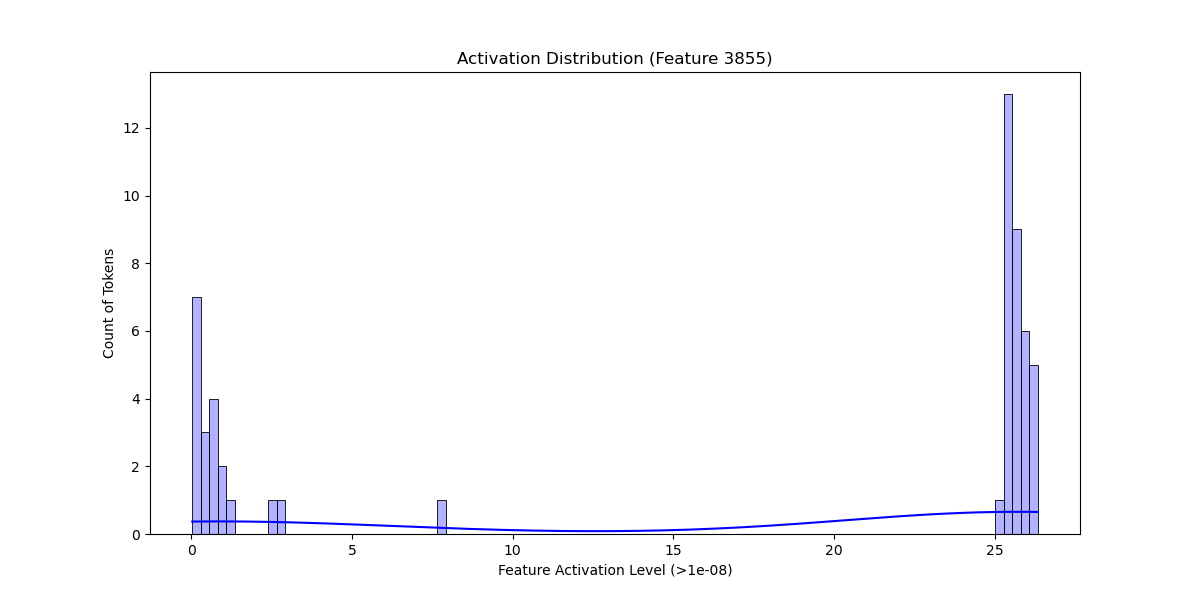 Activation Distribution (Feature 3855)
12
10
8
6
4
2
0
Count of Tokens
0 5 10 15 20 25
Feature Activation Level (>1e-08)